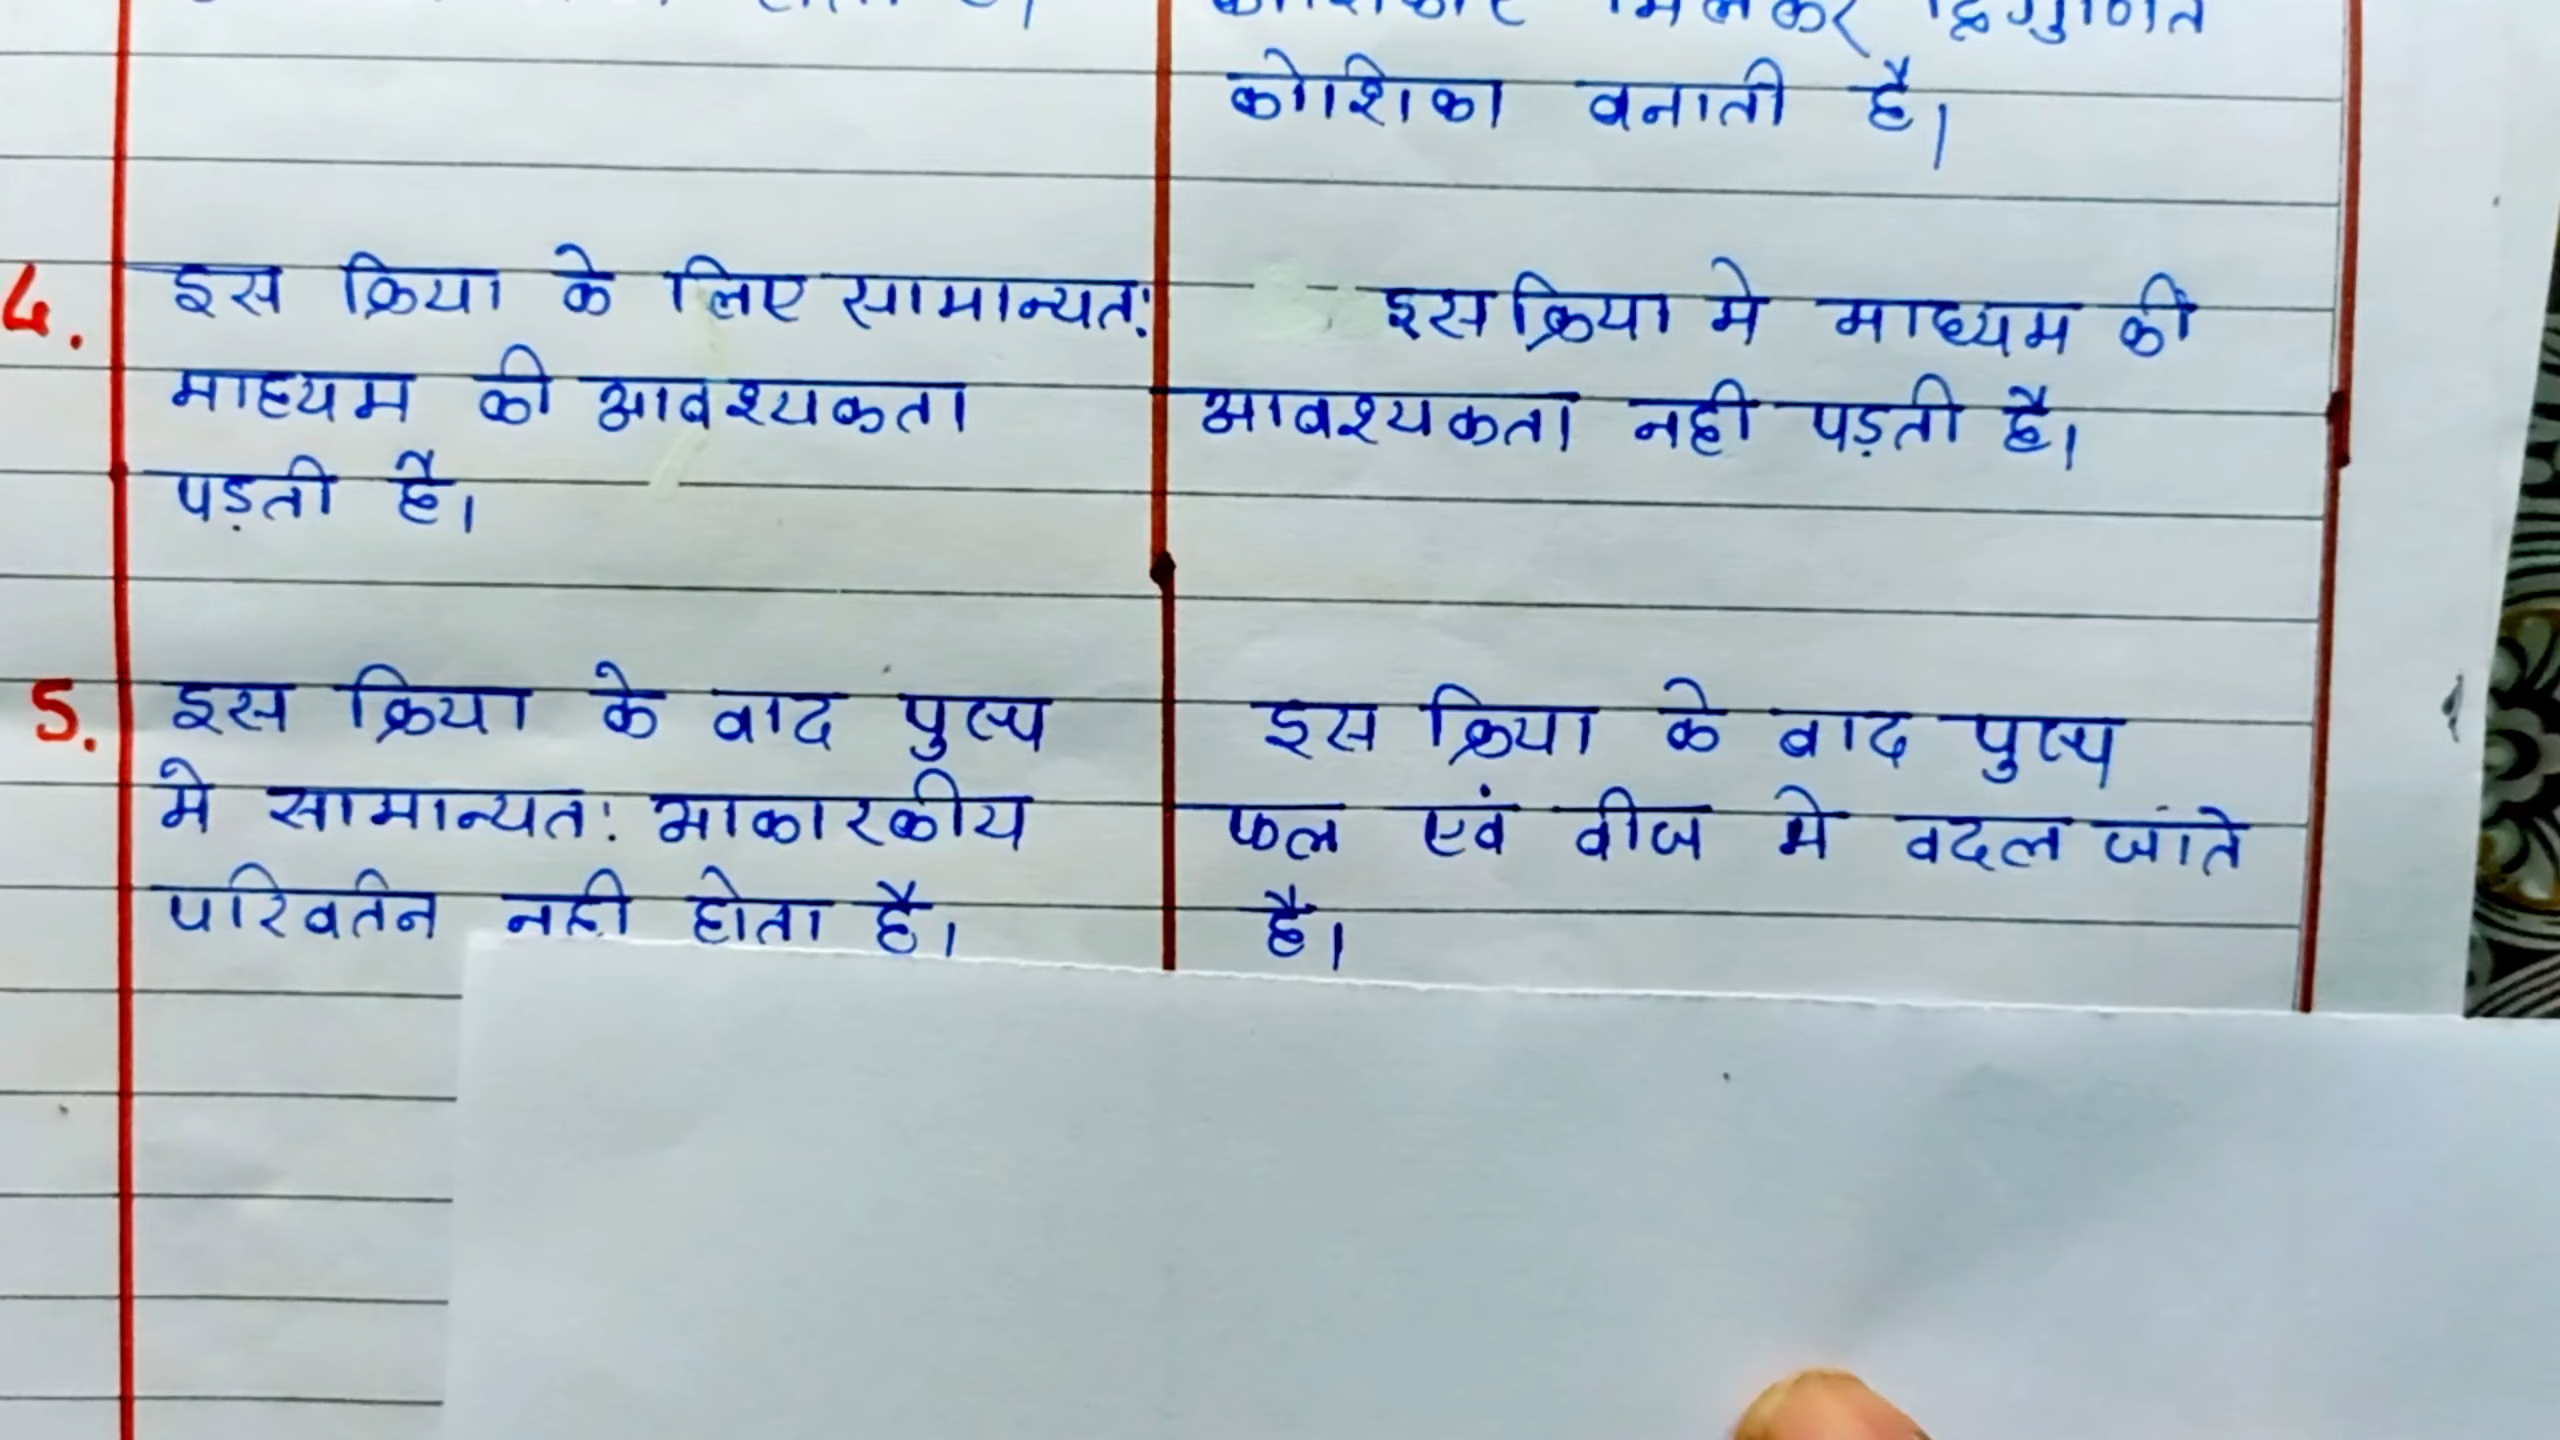 मिलकर द्विगुणित
कोशिका बनाती है।
4. इस क्रिया के लिए सामान्यत:
माध्यम की आवश्यकता
पड़ती है।
इस क्रिया मे माध्यम की
आवश्यकता नही पड़ती है।
5. इस क्रिया के बाद पुष्प
मे सामान्यत: आकारकीय
परिवर्तन नही होता है।
इस क्रिया के बाद पुष्प
फल एवं बीज मे बदल जाते
है।